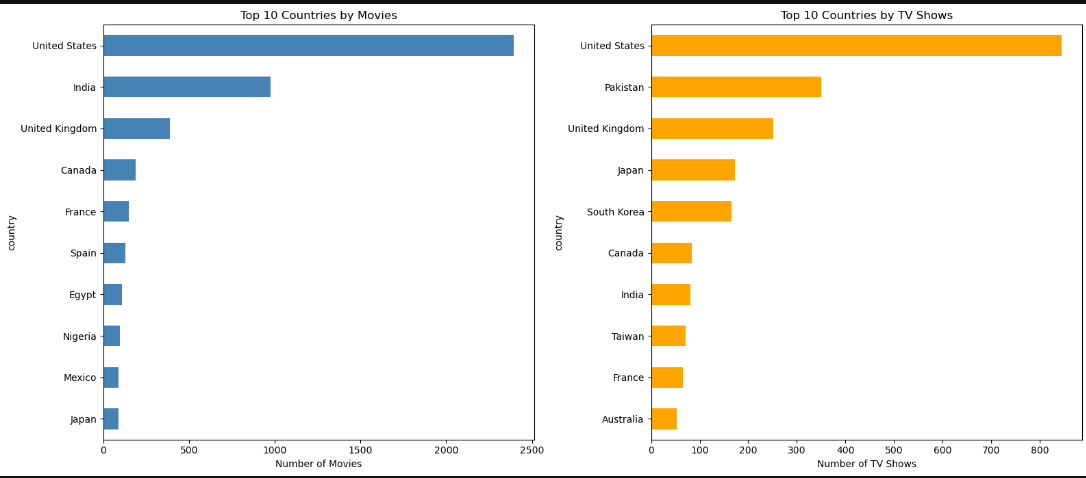 Top 10 Countries by Movies
United States
India
United Kingdom
Canada
France
Spain
Egypt
Nigeria
Mexico
Japan
country
0 500 1000 1500 2000 2500
Number of Movies
Top 10 Countries by TV Shows
United States
Pakistan
United Kingdom
Japan
South Korea
Canada
India
Taiwan
France
Australia
country
0 100 200 300 400 500 600 700 800
Number of TV Shows